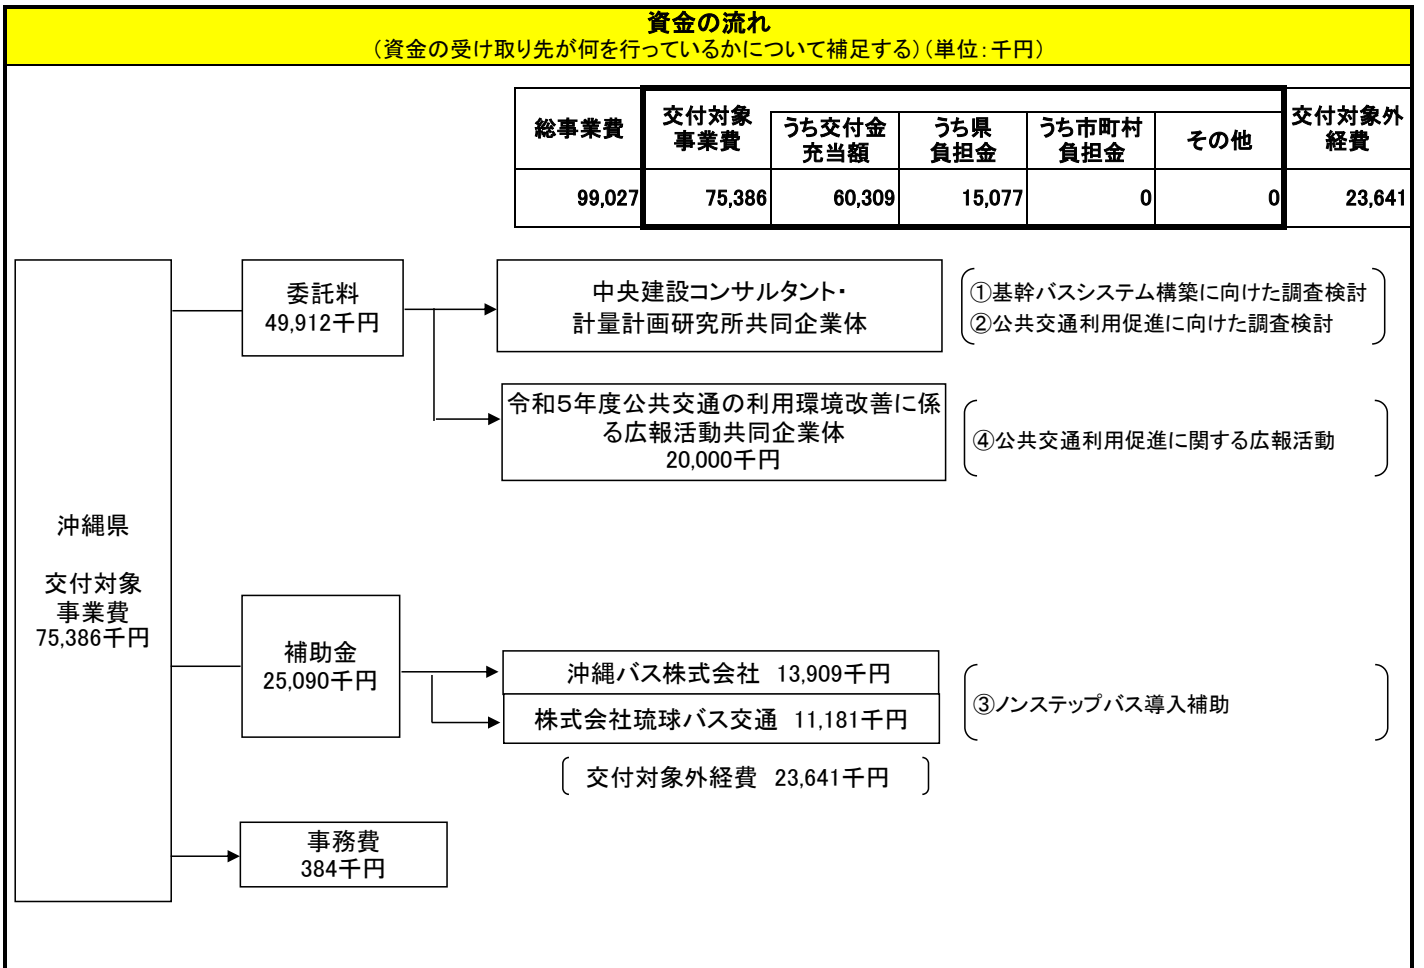 資金の流れ
（資金の受け取り先が何を行っているかについて補足する）（単位：千円）
総事業費
交付対象
事業費
うち交付金
充当額
うち県
負担金
うち市町村
負担金
その他
交付対象外
経費
99,027
75,386
60,309
15,077
0
0
23,641
委託料
49,912千円
中央建設コンサルタント・
計量計画研究所共同企業体
①基幹バスシステム構築に向けた調査検討
②公共交通利用促進に向けた調査検討
令和５年度公共交通の利用環境改善に係
る広報活動共同企業体
20,000千円
④公共交通利用促進に関する広報活動
沖縄県
交付対象
事業費
75,386千円
補助金
25,090千円
沖縄バス株式会社 13,909千円
株式会社琉球バス交通 11,181千円
③ノンステップバス導入補助
交付対象外経費 23,641千円
事務費
384千円